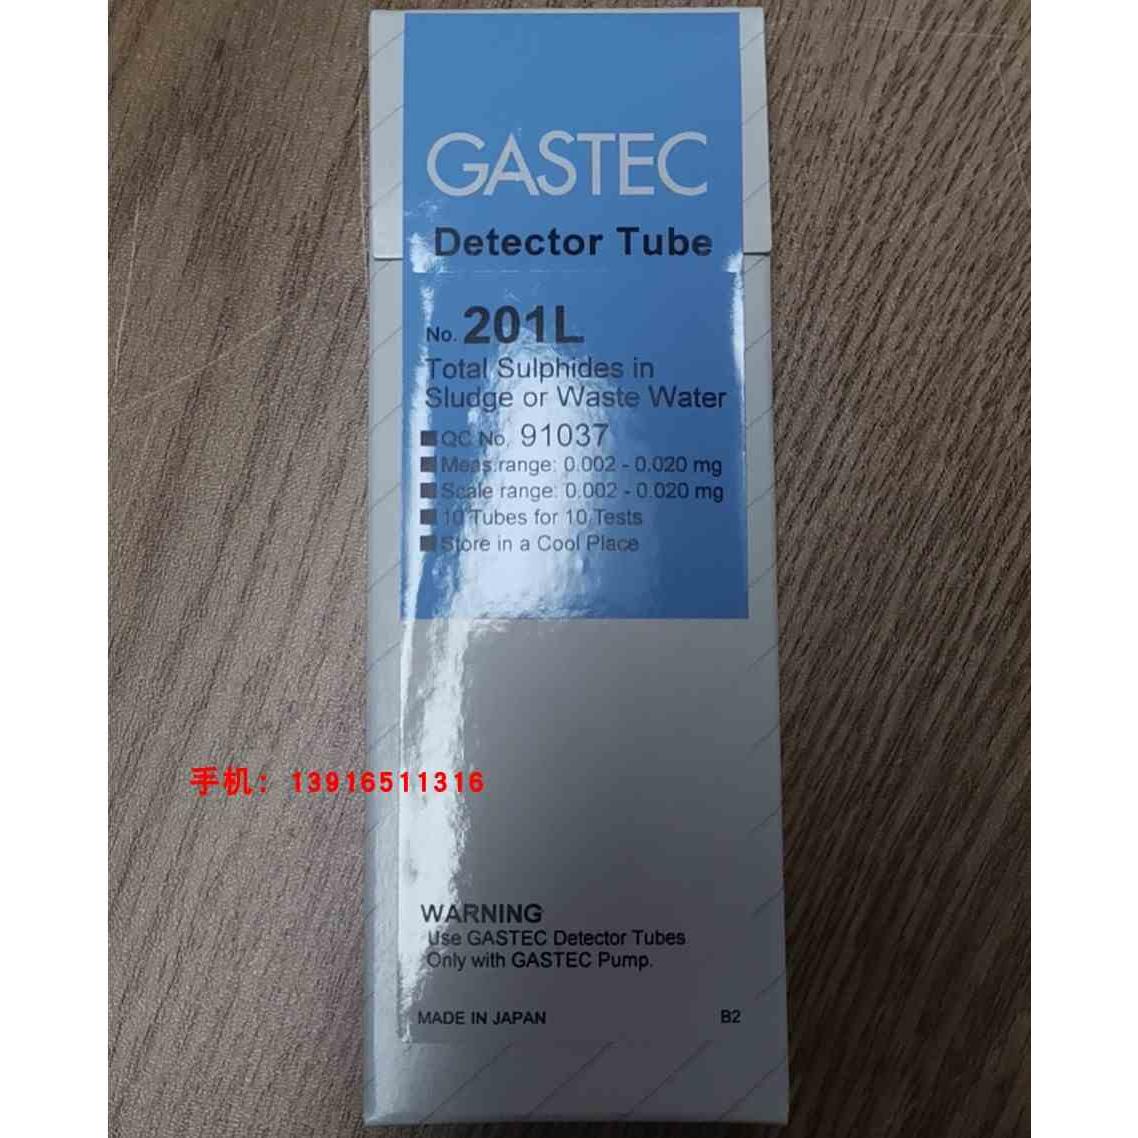 GASTEC
Detector Tube
No. 201L
Total Sulphides in
Sludge or Waste Water
■QC No. 91037
■Meas.range: 0.002 - 0.020 mg
■Scale range: 0.002 - 0.020 mg
■10 Tubes for 10 Tests
■Store in a Cool Place
手机：13916511316
WARNING
Use GASTEC Detector Tubes
Only with GASTEC Pump.
MADE IN JAPAN B2